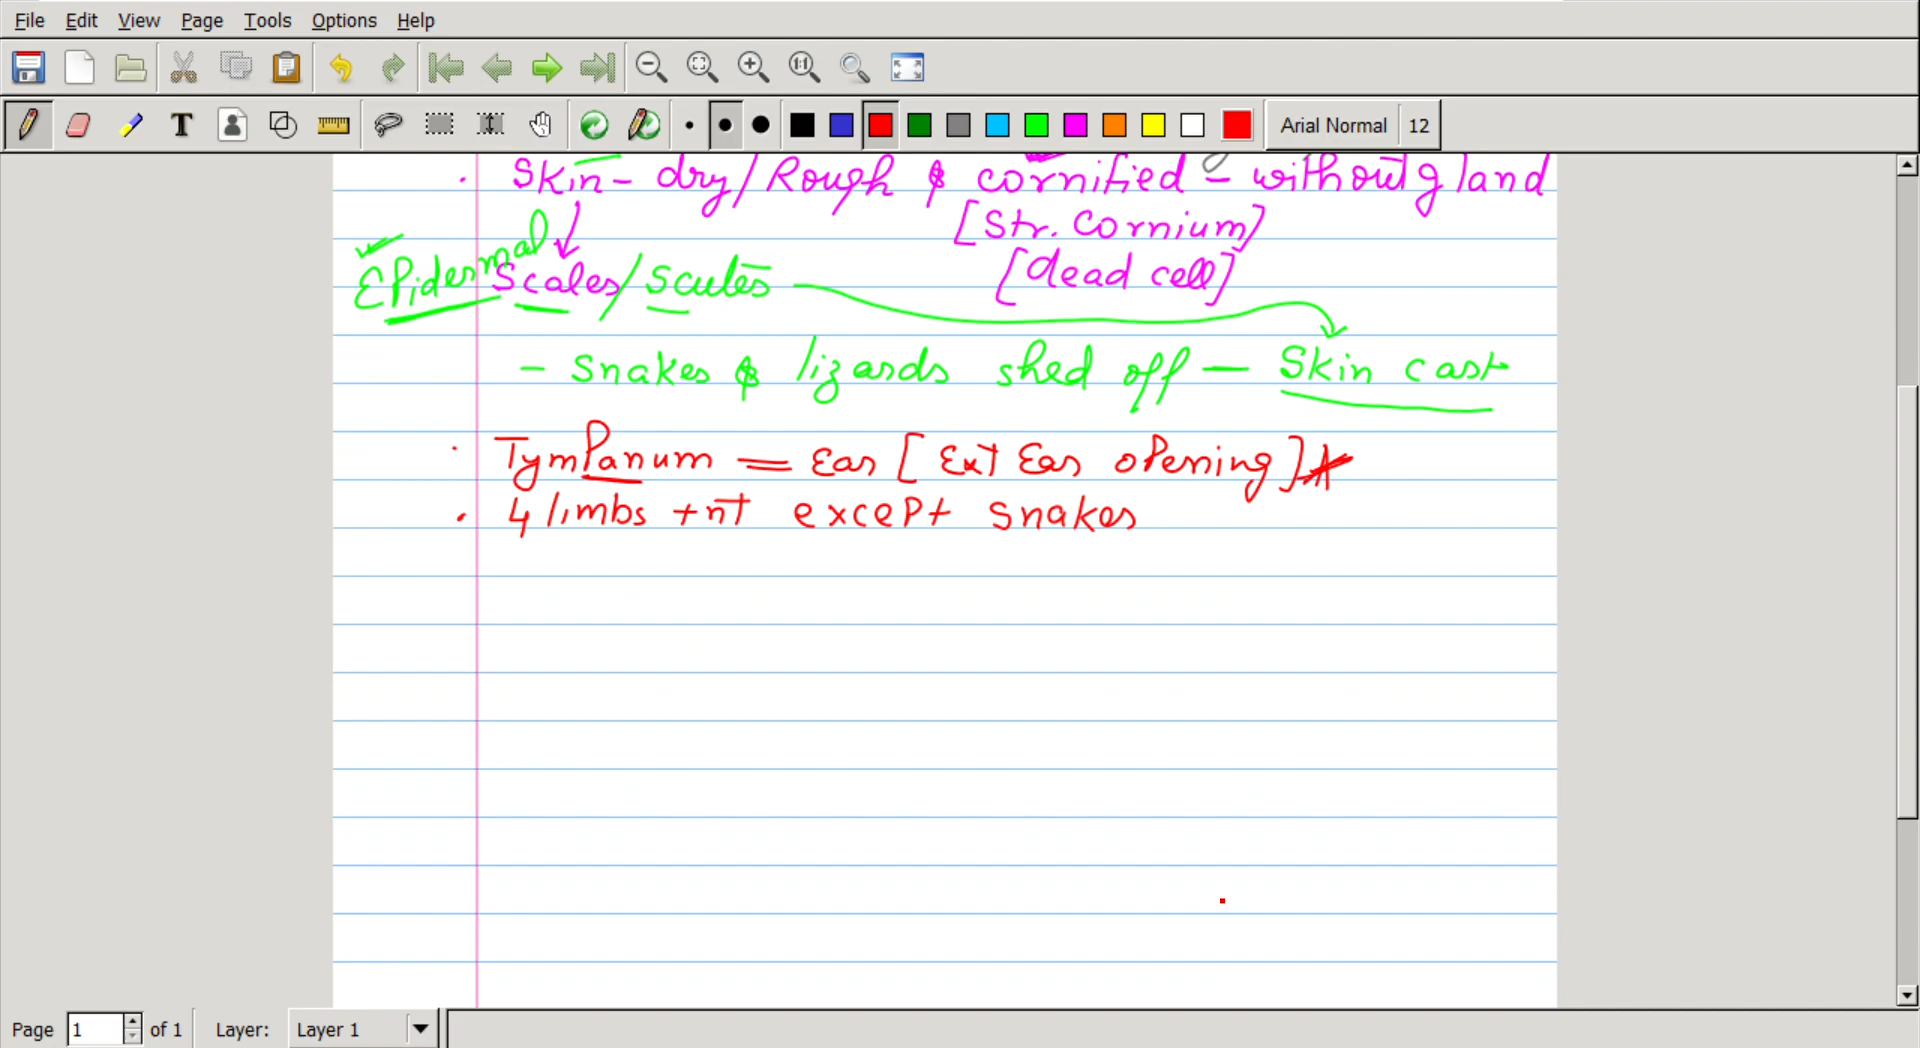 File Edit View Page Tools Options Help
T Arial Normal 12
. Skin - dry/Rough & cornified - without gland
[Str. Cornium]
Epidermal Scales/scutes [dead cell]
- snakes & lizards shed off - Skin cast
. Tympanum = Ear [Ext Ear opening]*
. 4 limbs +nt except snakes
Page 1 of 1 Layer: Layer 1